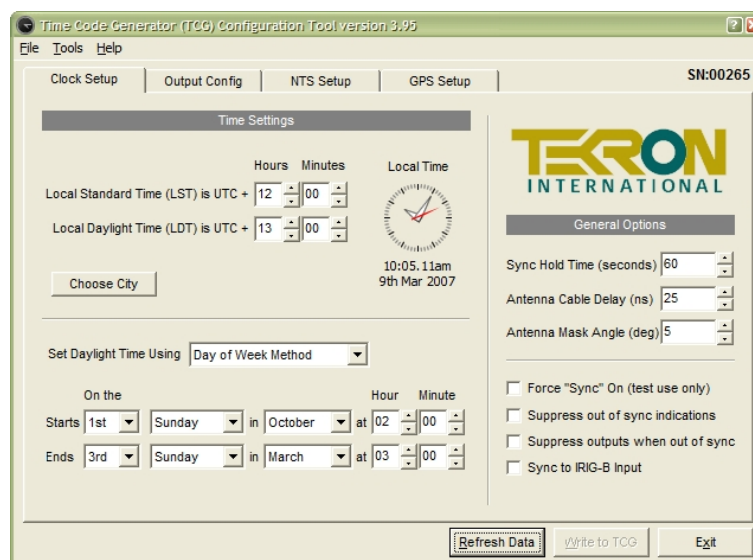 Time Code Generator (TCG) Configuration Tool version 3.95
File Tools Help
Clock Setup Output Config NTS Setup GPS Setup SN:00265
Time Settings
Hours Minutes Local Time
Local Standard Time (LST) is UTC + 12 00
Local Daylight Time (LDT) is UTC + 13 00
10:05.11am
9th Mar 2007
Choose City
Set Daylight Time Using Day of Week Method
On the Hour Minute
Starts 1st Sunday in October at 02 00
Ends 3rd Sunday in March at 03 00
TEKRON
INTERNATIONAL
General Options
Sync Hold Time (seconds) 60
Antenna Cable Delay (ns) 25
Antenna Mask Angle (deg) 5
Force "Sync" On (test use only)
Suppress out of sync indications
Suppress outputs when out of sync
Sync to IRIG-B Input
Refresh Data Write to TCG Exit